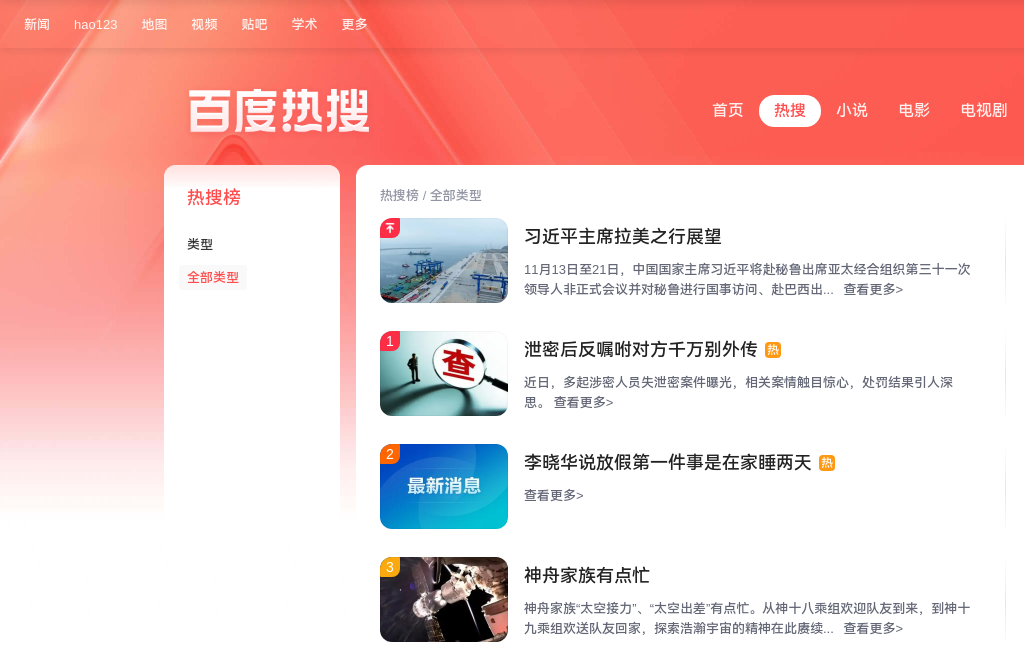 新闻 hao123 地图 视频 贴吧 学术 更多
百度热搜
首页 热搜 小说 电影 电视剧
热搜榜
类型
全部类型
热搜榜 / 全部类型
习近平主席拉美之行展望
11月13日至21日，中国国家主席习近平将赴秘鲁出席亚太经合组织第三十一次
领导人非正式会议并对秘鲁进行国事访问、赴巴西出... 查看更多>
1
查
泄密后反嘱咐对方千万别外传 热
近日，多起涉密人员失泄密案件曝光，相关案情触目惊心，处罚结果引人深
思。 查看更多>
2
最新消息
李晓华说放假第一件事是在家睡两天 热
查看更多>
3
神舟家族有点忙
神舟家族“太空接力”、“太空出差”有点忙。从神十八乘组欢迎队友到来，到神十
九乘组欢送队友回家，探索浩瀚宇宙的精神在此赓续... 查看更多>